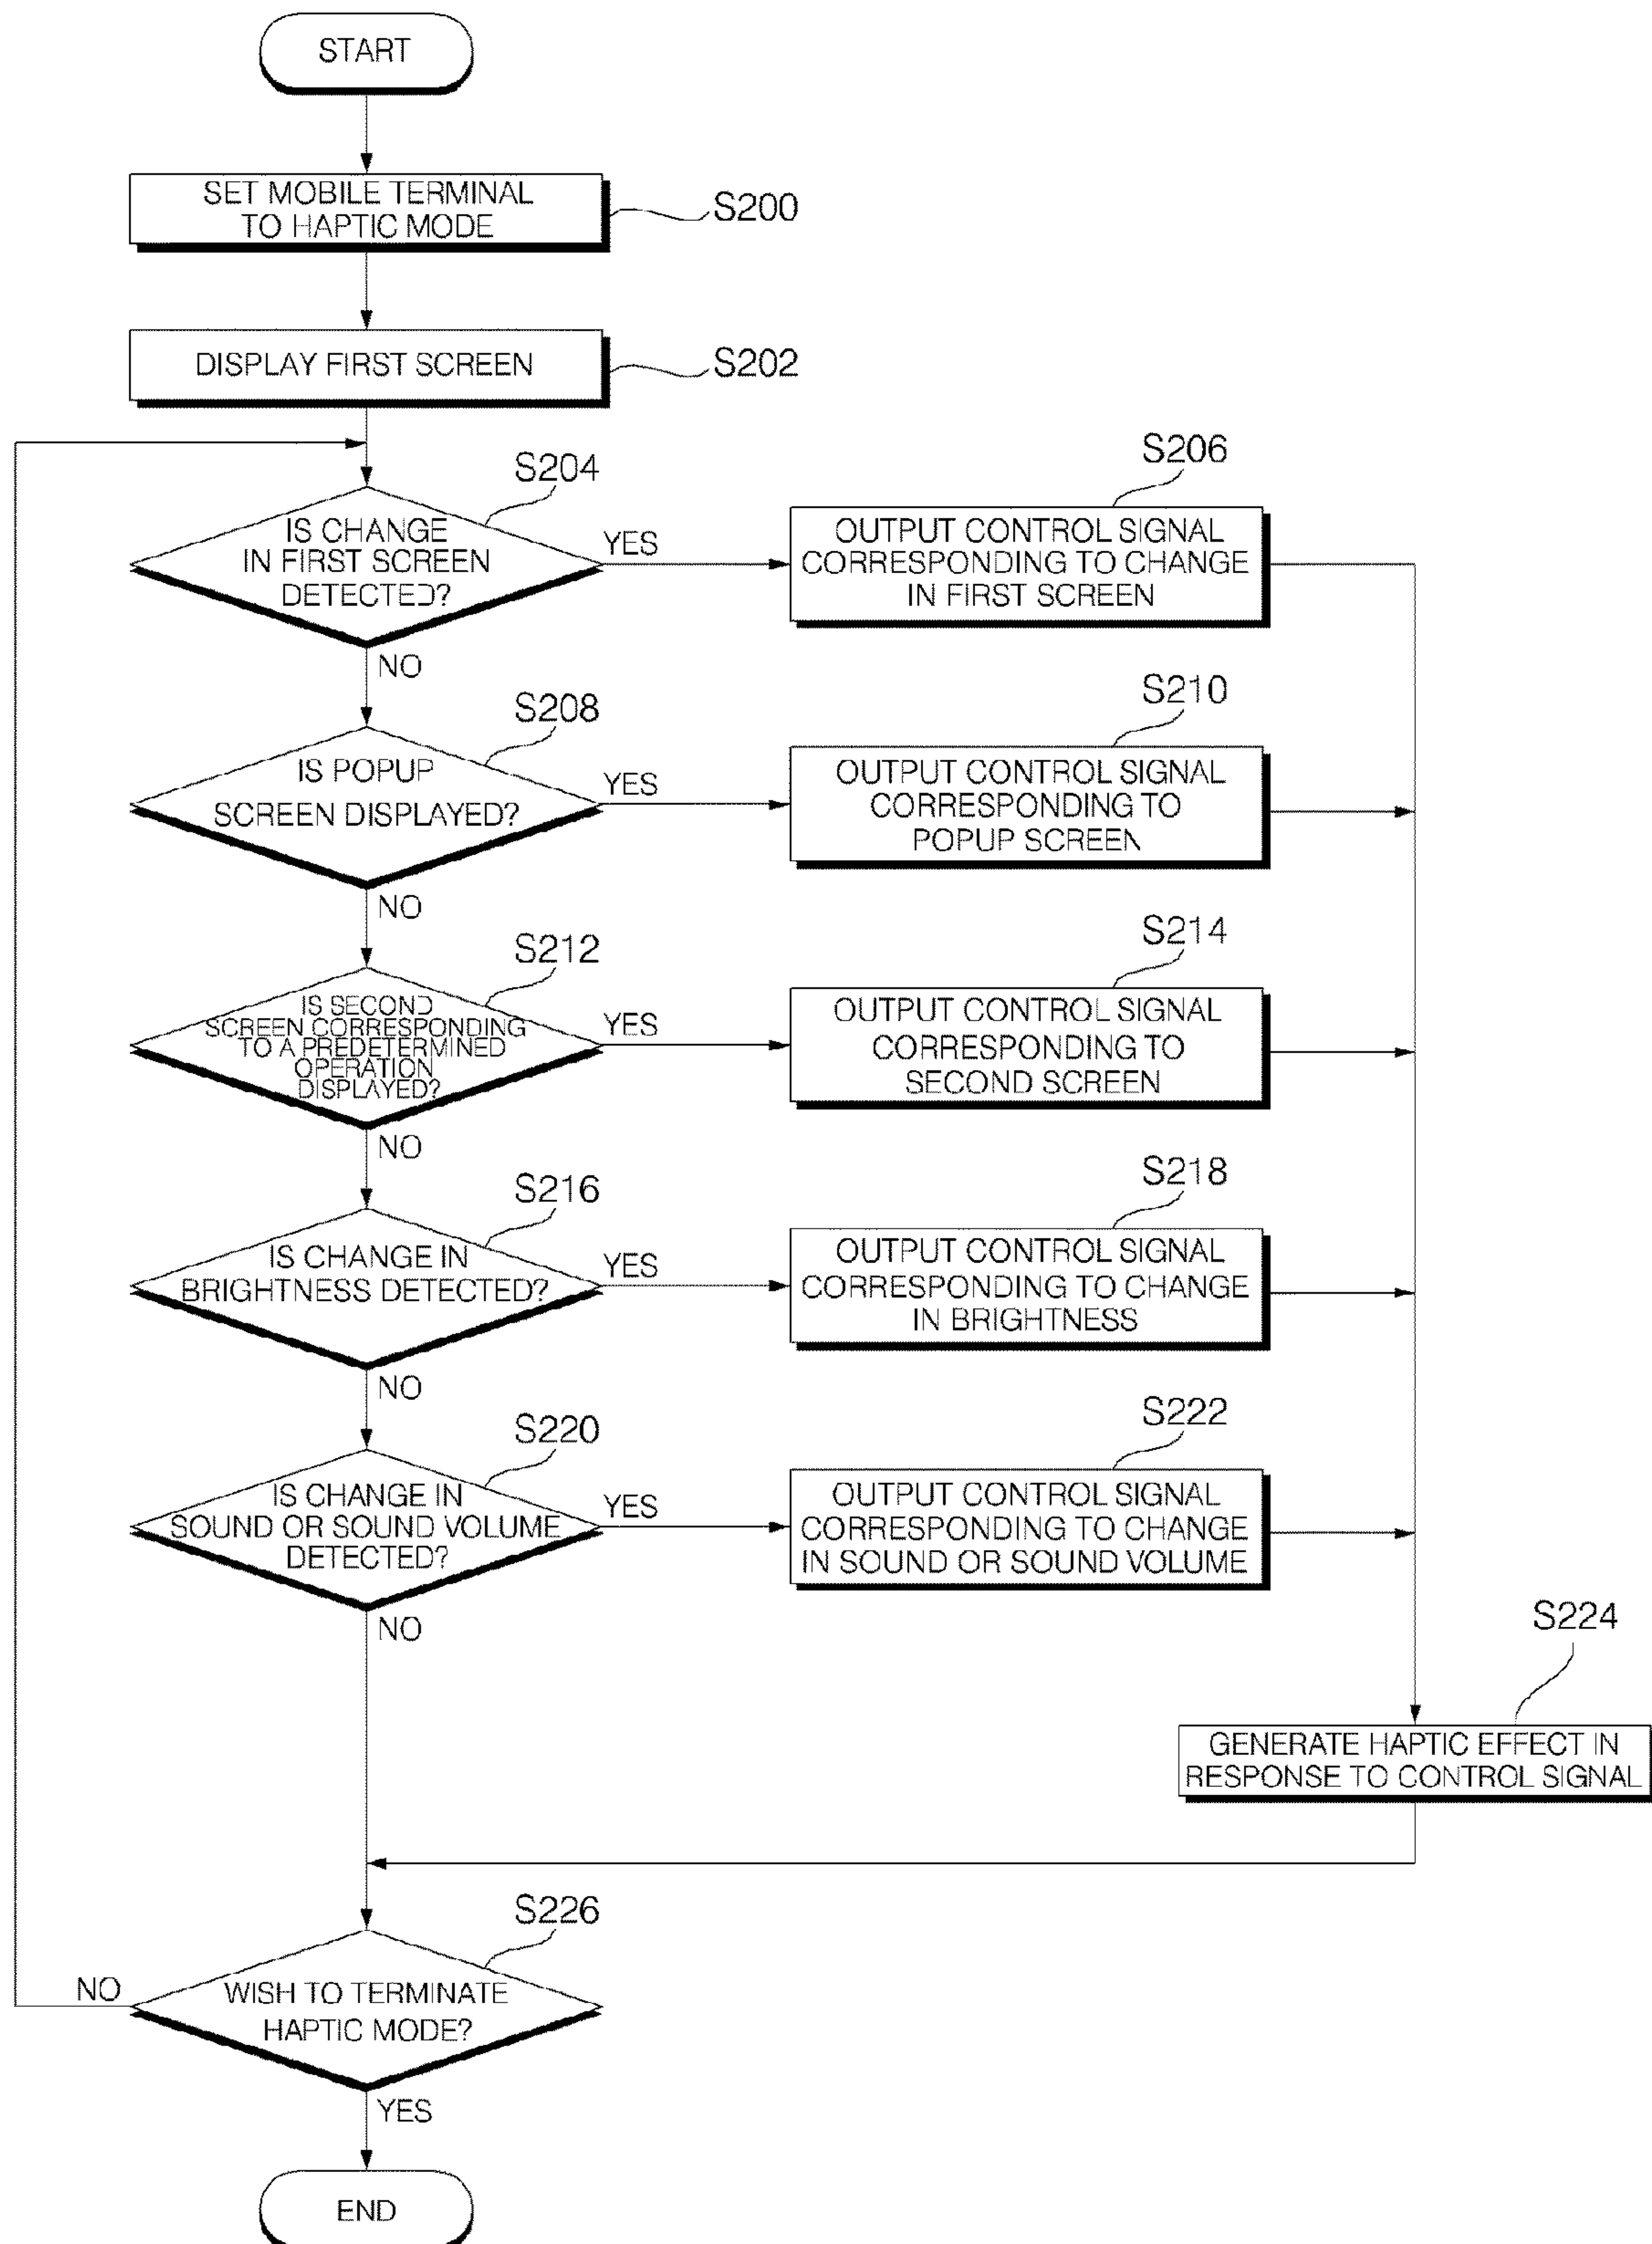 START
SET MOBILE TERMINAL
TO HAPTIC MODE
S200
DISPLAY FIRST SCREEN
S202
S204
IS CHANGE
IN FIRST SCREEN
DETECTED?
YES
NO
S206
OUTPUT CONTROL SIGNAL
CORRESPONDING TO CHANGE
IN FIRST SCREEN
S208
IS POPUP
SCREEN DISPLAYED?
YES
NO
S210
OUTPUT CONTROL SIGNAL
CORRESPONDING TO
POPUP SCREEN
S212
IS SECOND
SCREEN CORRESPONDING
TO A PREDETERMINED
OPERATION
DISPLAYED?
YES
NO
S214
OUTPUT CONTROL SIGNAL
CORRESPONDING TO
SECOND SCREEN
S216
IS CHANGE IN
BRIGHTNESS DETECTED?
YES
NO
S218
OUTPUT CONTROL SIGNAL
CORRESPONDING TO CHANGE
IN BRIGHTNESS
S220
IS CHANGE IN
SOUND OR SOUND VOLUME
DETECTED?
YES
NO
S222
OUTPUT CONTROL SIGNAL
CORRESPONDING TO CHANGE
IN SOUND OR SOUND VOLUME
S224
GENERATE HAPTIC EFFECT IN
RESPONSE TO CONTROL SIGNAL
S226
WISH TO TERMINATE
HAPTIC MODE?
NO
YES
END